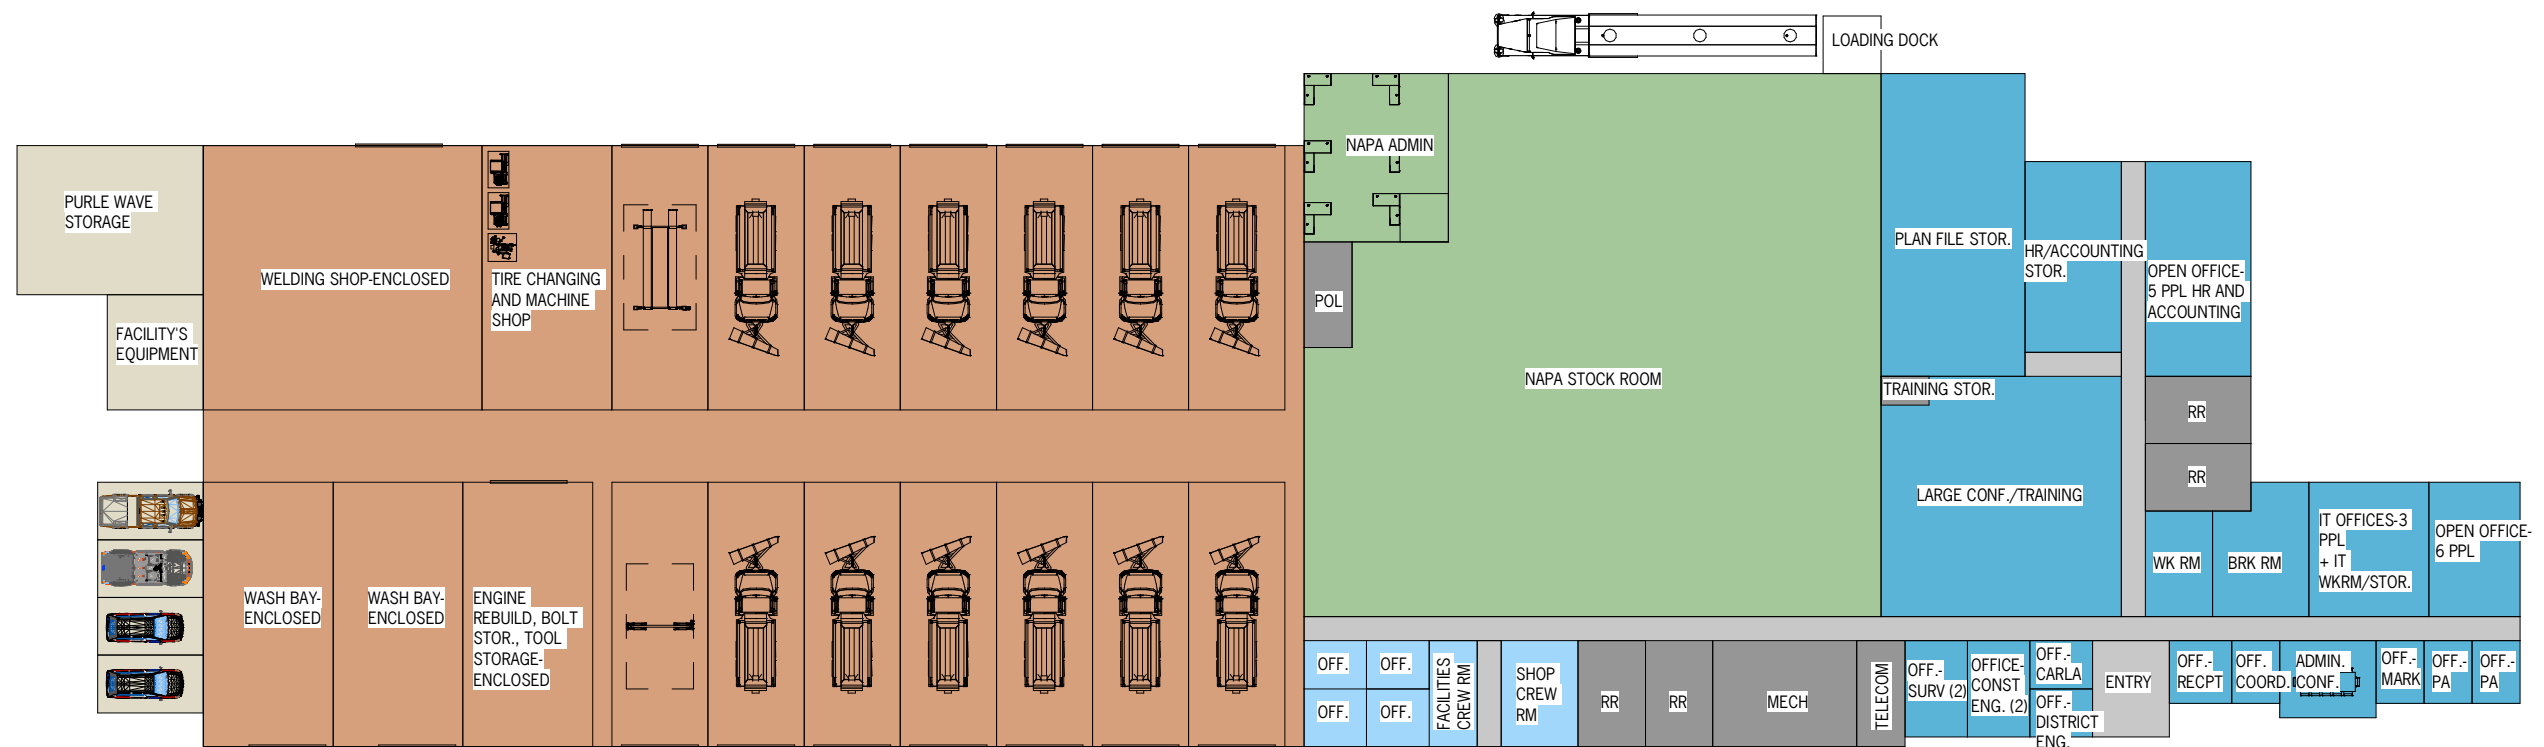 LOADING DOCK
NAPA ADMIN
PURLE WAVE
STORAGE
WELDING SHOP-ENCLOSED
TIRE CHANGING
AND MACHINE
SHOP
PLAN FILE STOR.
HR/ACCOUNTING
STOR.
OPEN OFFICE-
5 PPL HR AND
ACCOUNTING
POL
FACILITY'S
EQUIPMENT
NAPA STOCK ROOM
TRAINING STOR.
RR
RR
LARGE CONF./TRAINING
WK RM
BRK RM
IT OFFICES-3
PPL
+ IT
WKRM/STOR.
OPEN OFFICE-
6 PPL
WASH BAY-
ENCLOSED
WASH BAY-
ENCLOSED
ENGINE
REBUILD, BOLT
STOR., TOOL
STORAGE-
ENCLOSED
OFF.
OFF.
OFF.
OFF.
FACILITIES
CREW RM
SHOP
CREW
RM
RR
RR
MECH
TELECOM
OFF.-
SURV (2)
OFFICE-
CONST
ENG. (2)
OFF.-
CARLA
OFF.-
DISTRICT
ENG.
ENTRY
OFF.-
RECPT
OFF.
COORD.
ADMIN.
CONF.
OFF.-
MARK
OFF.-
PA
OFF.-
PA